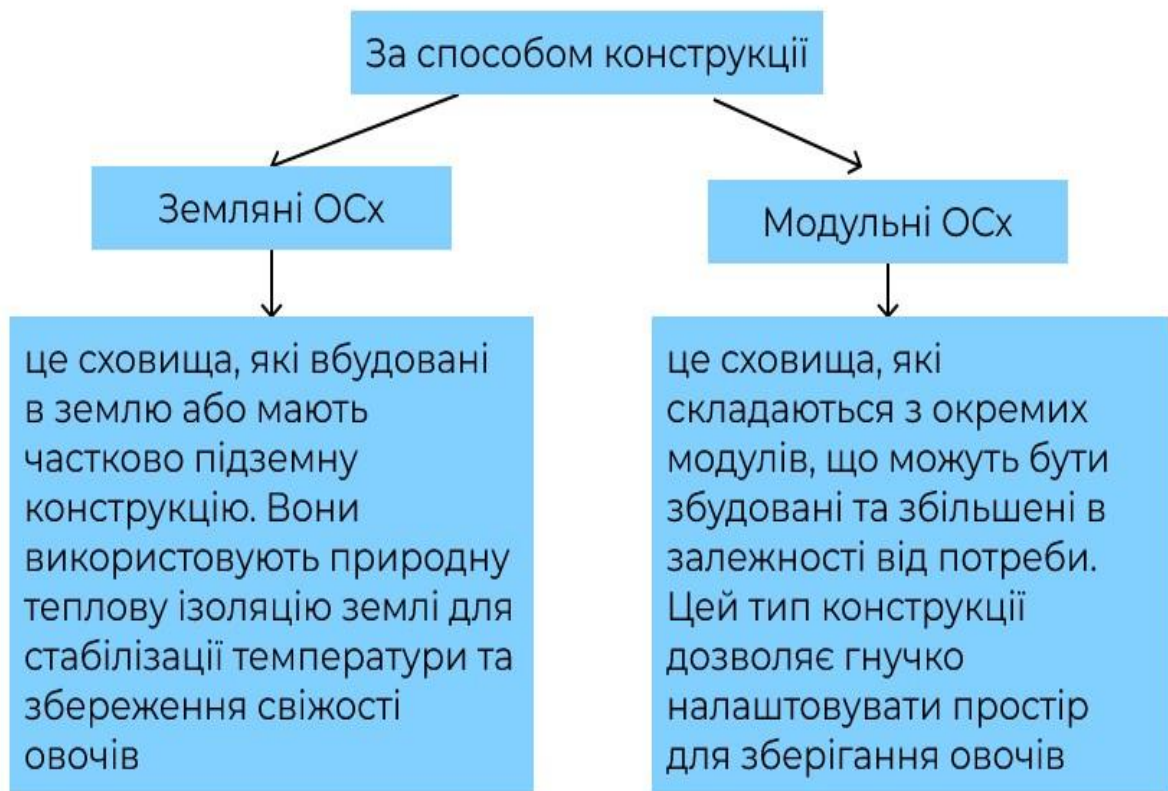 За способом конструкції
Земляні ОСх
Модульні ОСх
це сховища, які вбудовані
в землю або мають
частково підземну
конструкцію. Вони
використовують природну
теплову ізоляцію землі для
стабілізації температури та
збереження свіжості
овочів
це сховища, які
складаються з окремих
модулів, що можуть бути
збудовані та збільшені в
залежності від потреби.
Цей тип конструкції
дозволяє гнучко
налаштовувати простір
для зберігання овочів